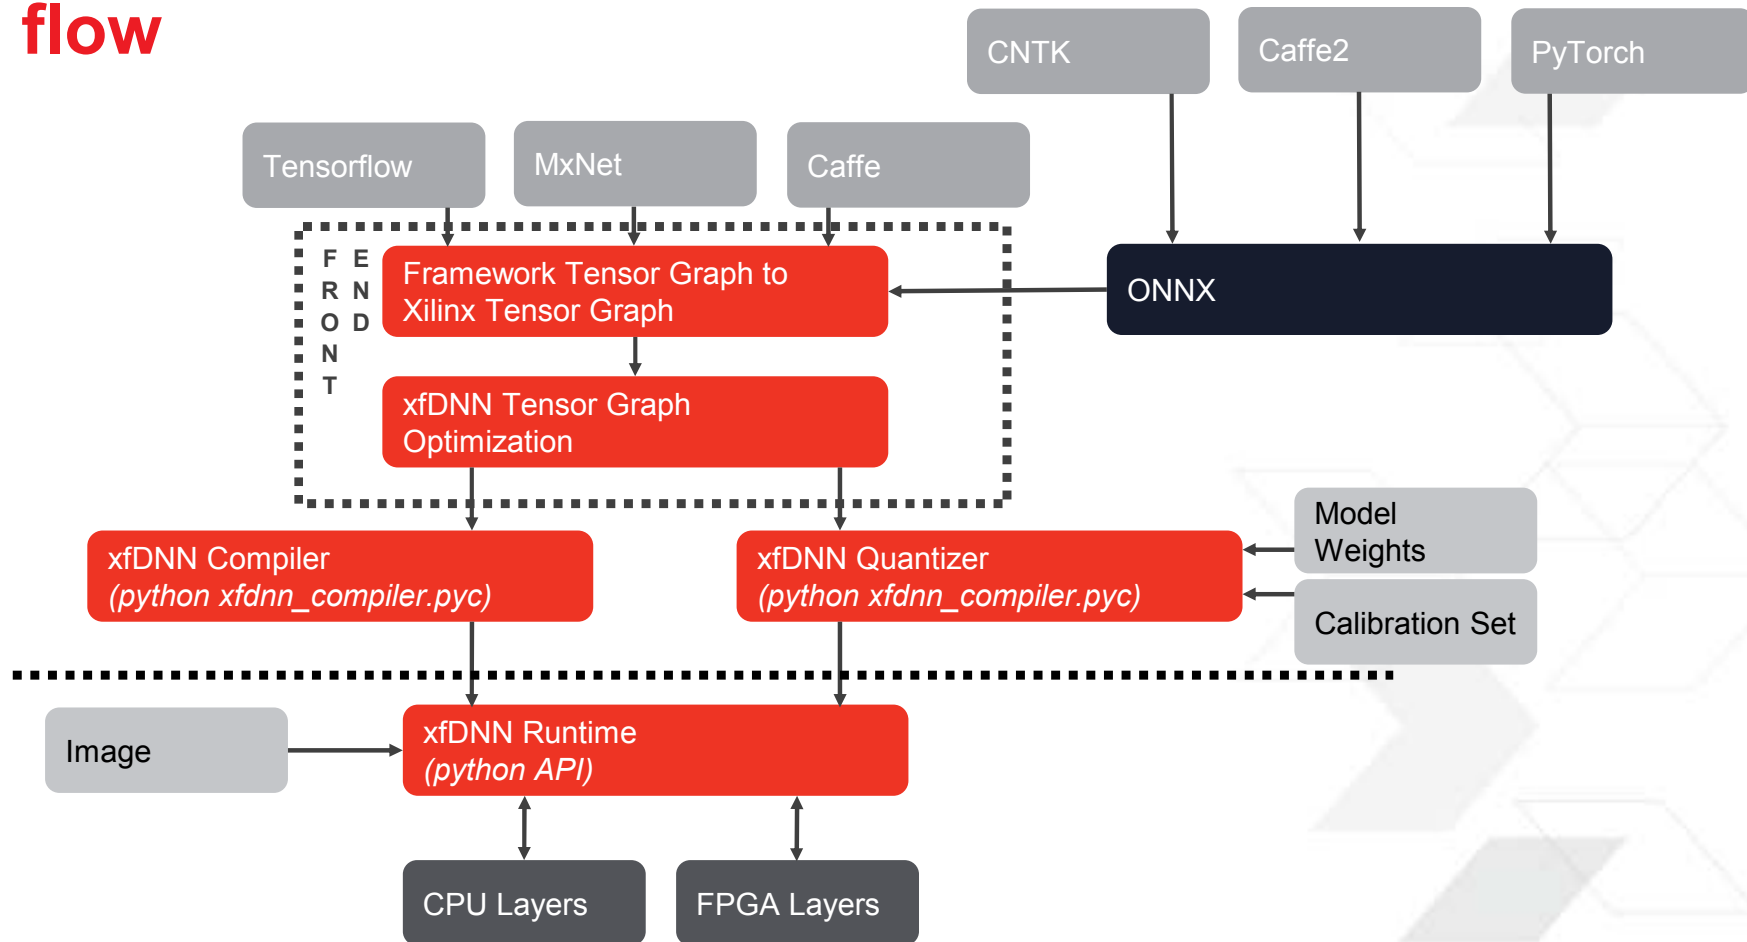 flow
CNTK
Caffe2
PyTorch
Tensorflow
MxNet
Caffe
FRONT
END
Framework Tensor Graph to
Xilinx Tensor Graph
ONNX
xfDNN Tensor Graph
Optimization
Model
Weights
xfDNN Compiler
(python xfdnn_compiler.pyc)
xfDNN Quantizer
(python xfdnn_compiler.pyc)
Calibration Set
Image
xfDNN Runtime
(python API)
CPU Layers
FPGA Layers